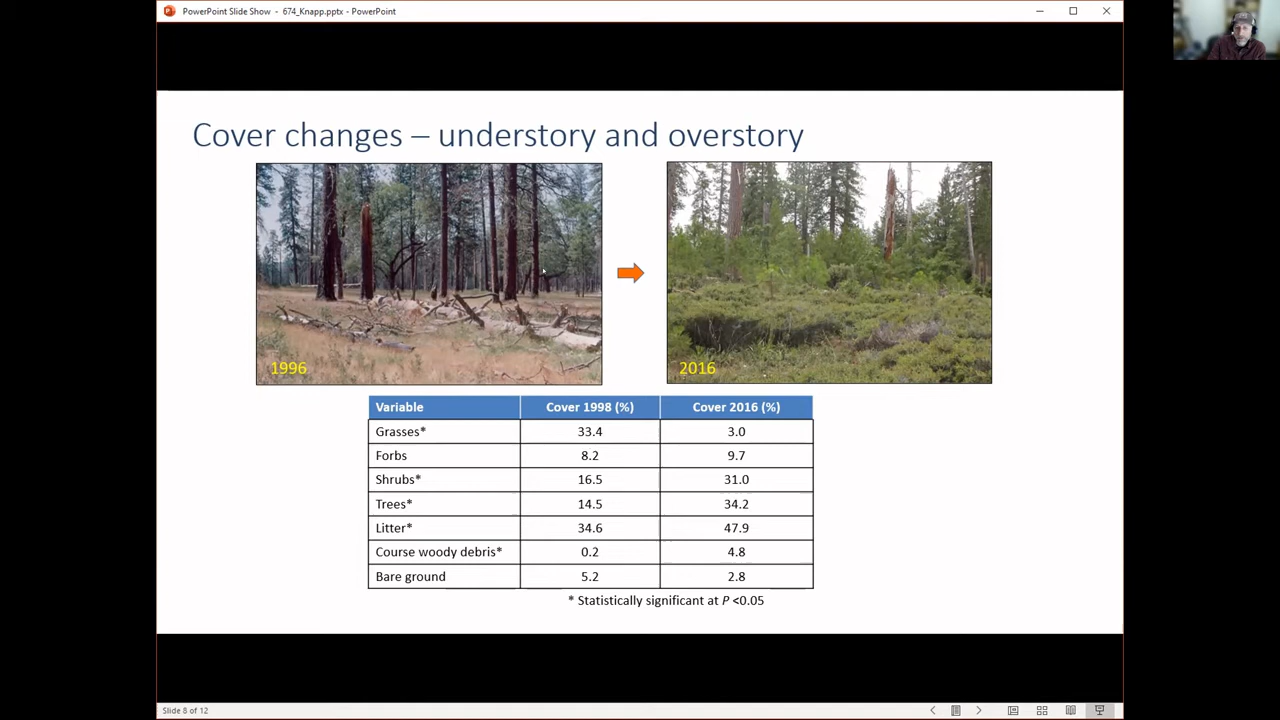 PowerPoint Slide Show - 674_Knapp.pptx - PowerPoint
Cover changes – understory and overstory
1996
2016
Variable Cover 1998 (%) Cover 2016 (%)
Grasses* 33.4 3.0
Forbs 8.2 9.7
Shrubs* 16.5 31.0
Trees* 14.5 34.2
Litter* 34.6 47.9
Course woody debris* 0.2 4.8
Bare ground 5.2 2.8
* Statistically significant at P <0.05
Slide 8 of 12